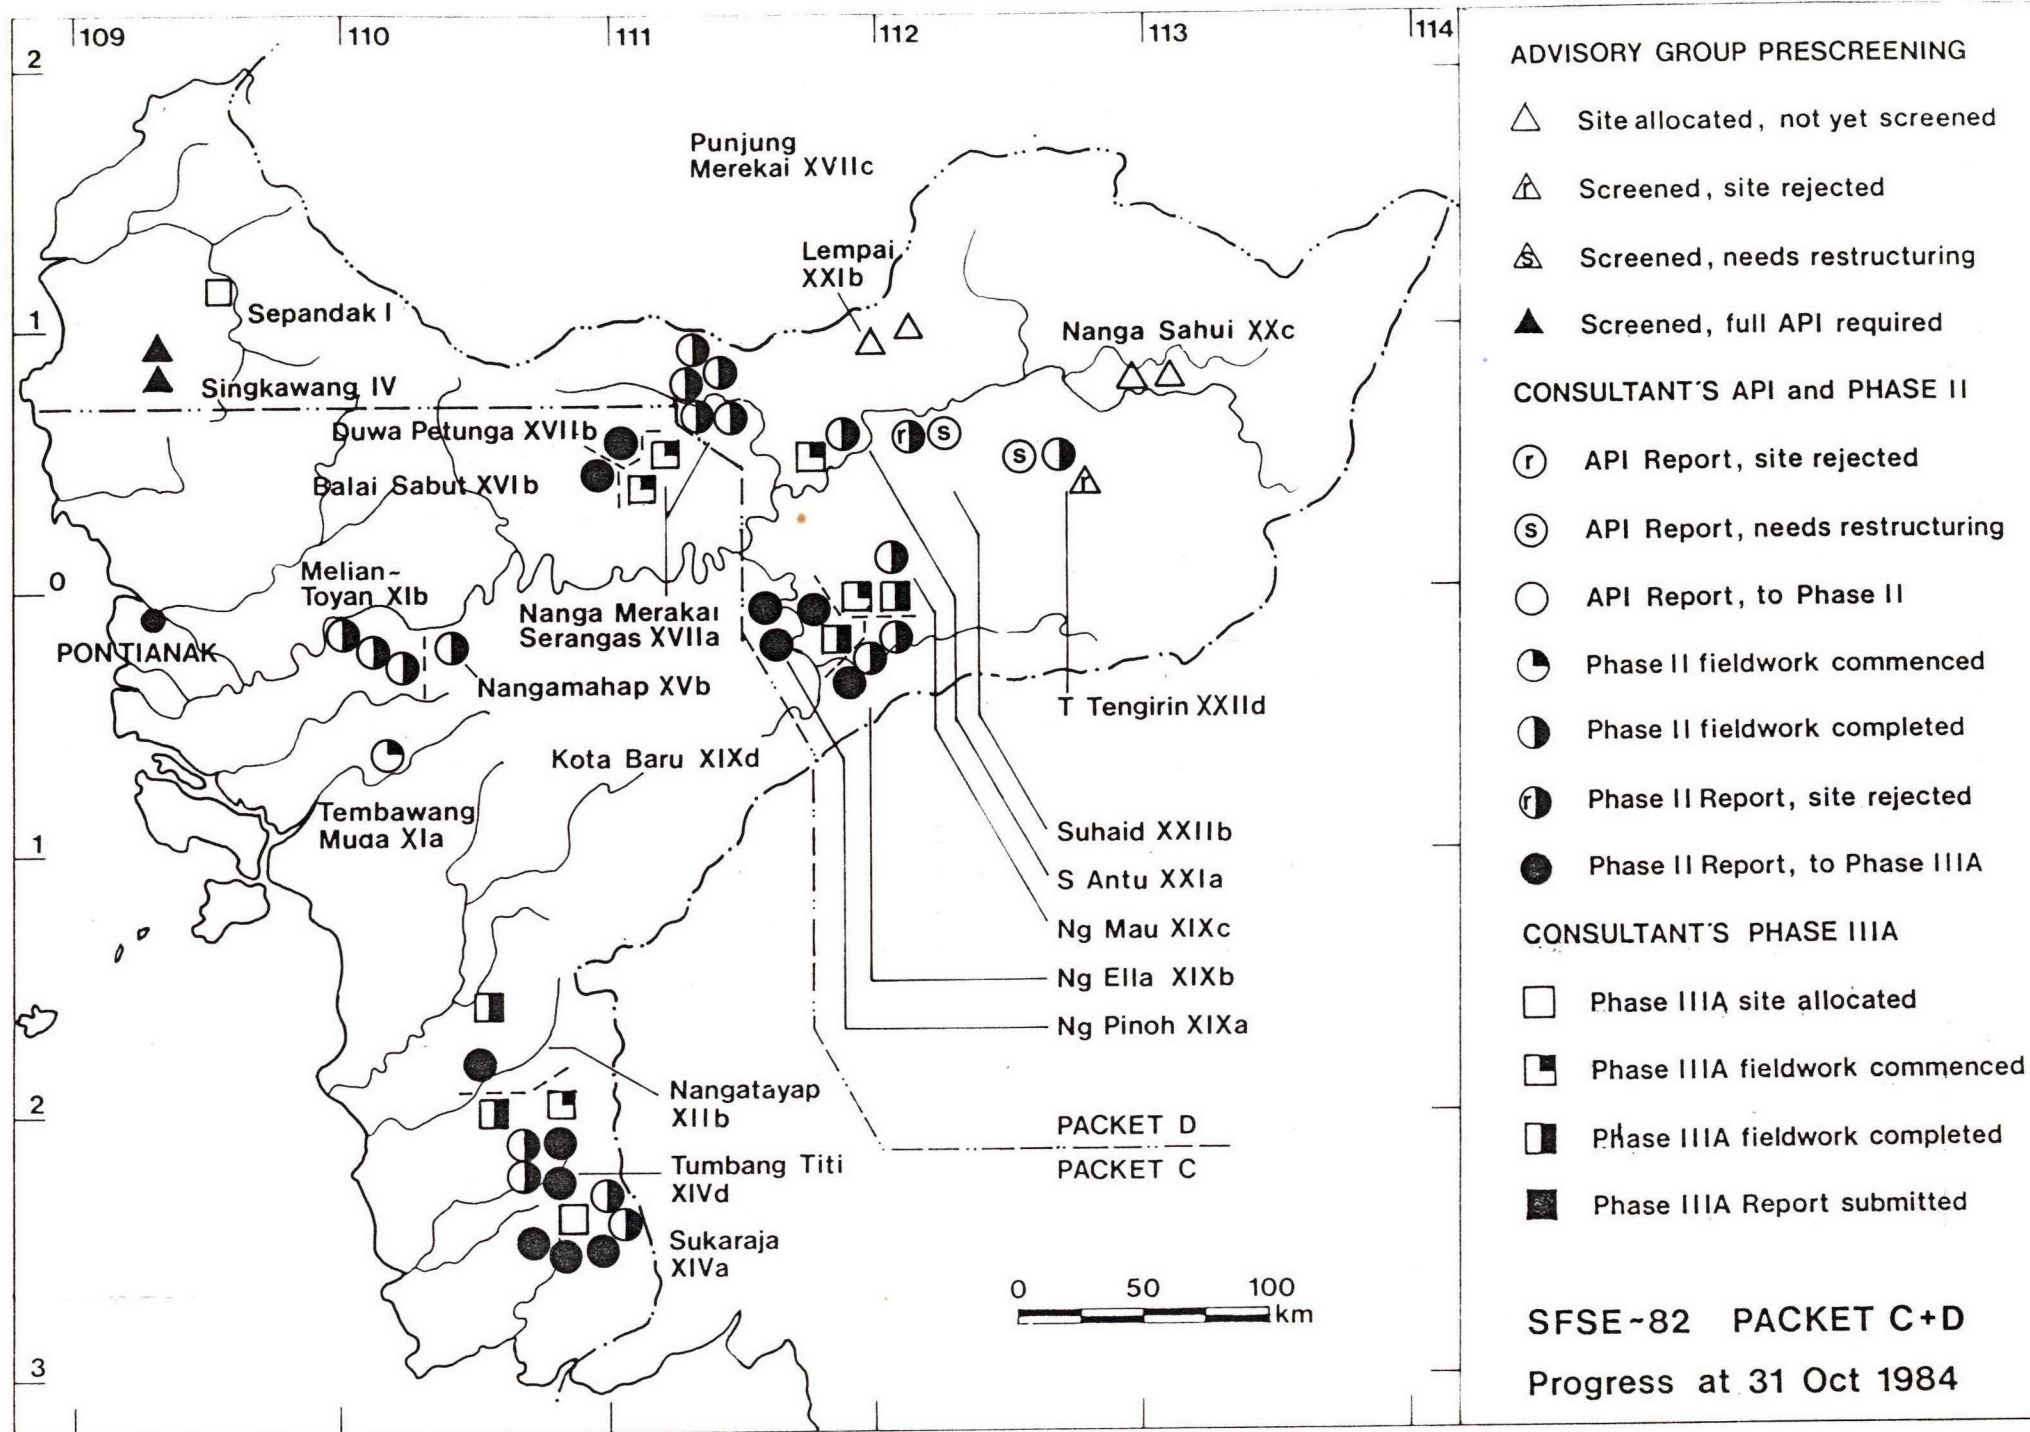 109
110
111
112
113
114
2
1
0
1
2
3
Punjung
Merekai XVIIc
Lempai
XXIb
Sepandak I
Nanga Sahui XXc
Singkawang IV
Duwa Petunga XVIIb
Balai Sabut XVIb
r
s
s
r
Melian~
Toyan XIb
Nanga Merakai
Serangas XVIIa
PONTIANAK
Nangamahap XVb
T Tengirin XXIId
Kota Baru XIXd
Tembawang
Muda XIa
Suhaid XXIIb
S Antu XXIa
Ng Mau XIXc
Ng Ella XIXb
Ng Pinoh XIXa
Nangatayap
XIIb
PACKET D
PACKET C
Tumbang Titi
XIVd
Sukaraja
XIVa
0 50 100
km
ADVISORY GROUP PRESCREENING
Site allocated, not yet screened
r Screened, site rejected
s Screened, needs restructuring
Screened, full API required
CONSULTANT'S API and PHASE II
r API Report, site rejected
s API Report, needs restructuring
API Report, to Phase II
Phase II fieldwork commenced
Phase II fieldwork completed
r Phase II Report, site rejected
Phase II Report, to Phase IIIA
CONSULTANT'S PHASE IIIA
Phase IIIA site allocated
Phase IIIA fieldwork commenced
Phase IIIA fieldwork completed
Phase IIIA Report submitted
SFSE~82 PACKET C+D
Progress at 31 Oct 1984